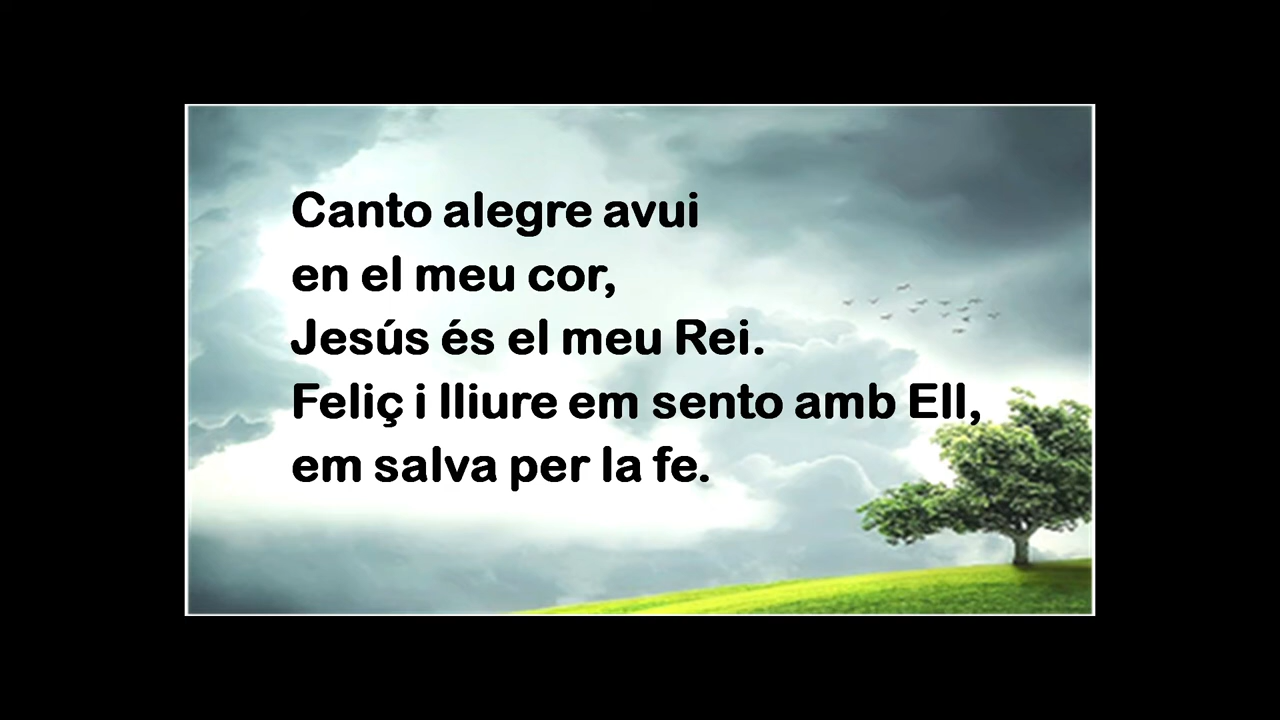 Canto alegre avui
en el meu cor,
Jesús és el meu Rei.
Feliç i lliure em sento amb Ell,
em salva per la fe.